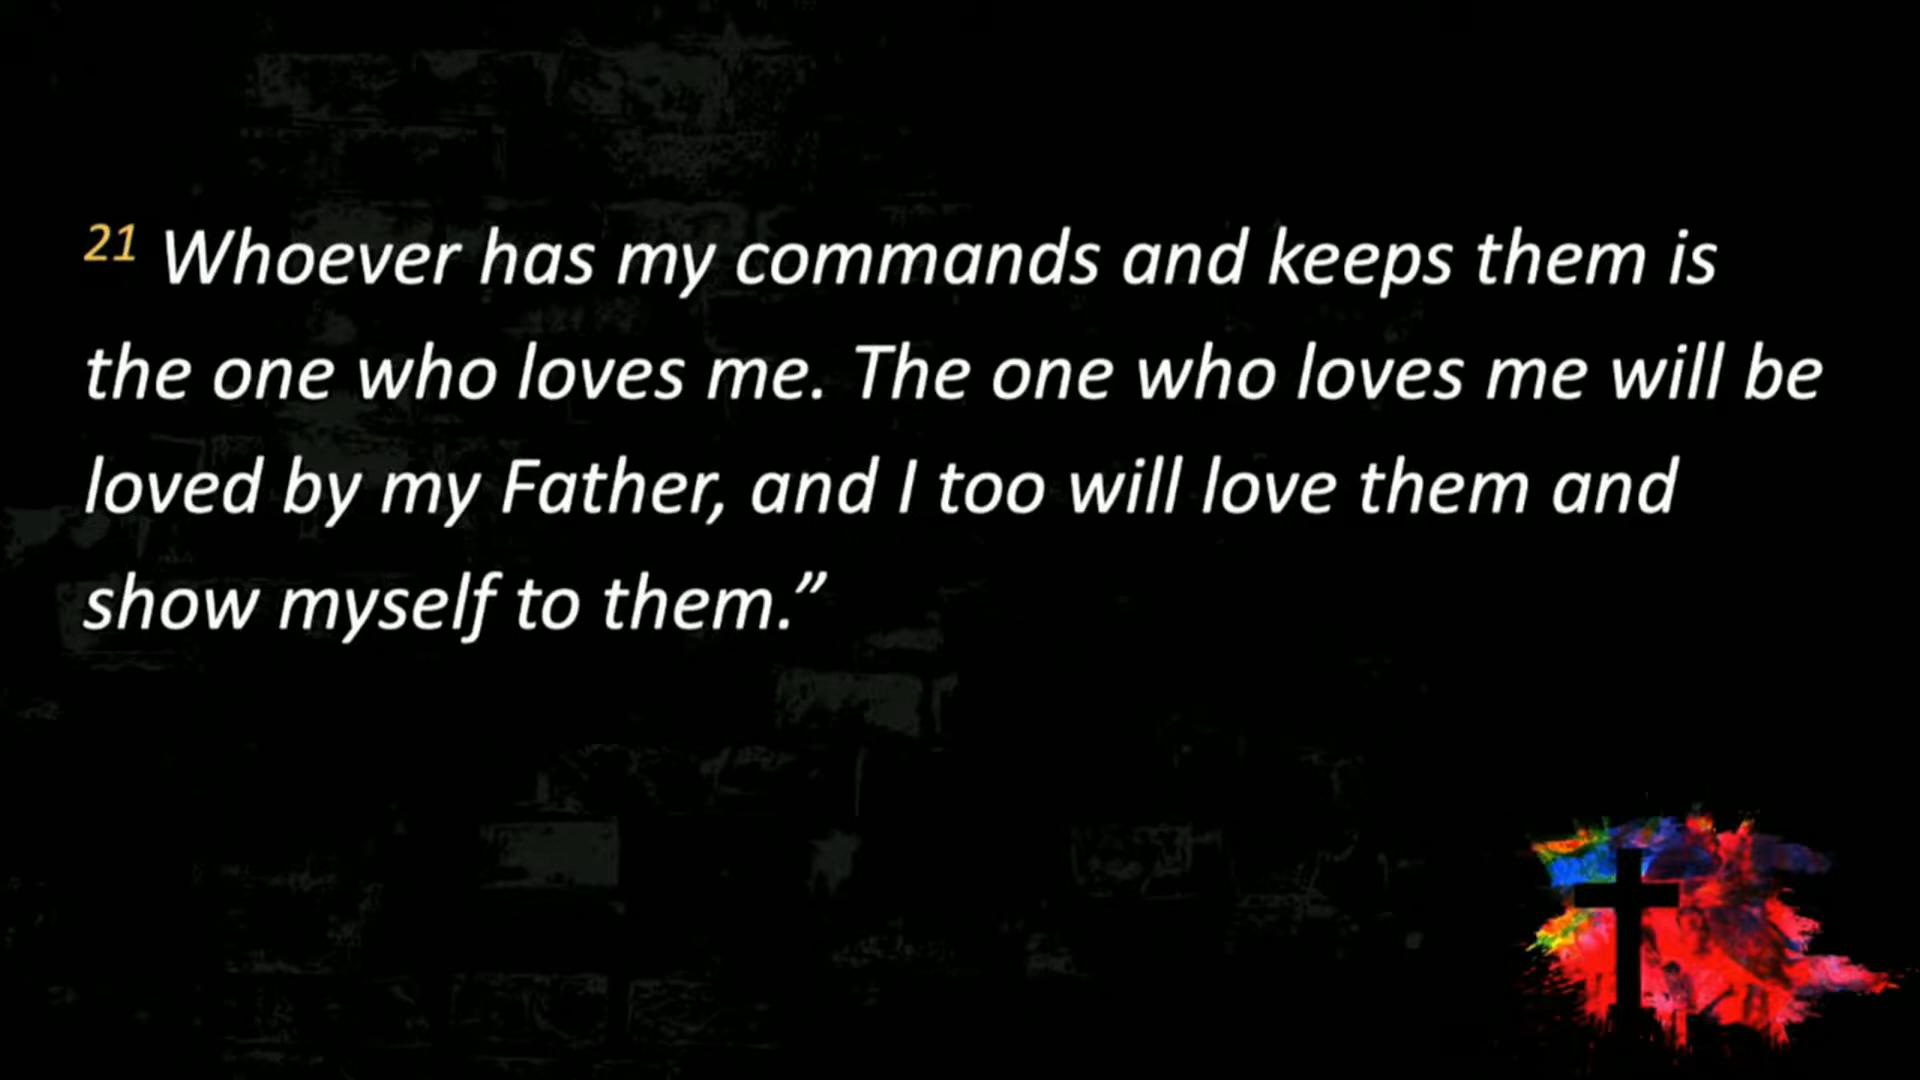 21 Whoever has my commands and keeps them is
the one who loves me. The one who loves me will be
loved by my Father, and I too will love them and
show myself to them.”